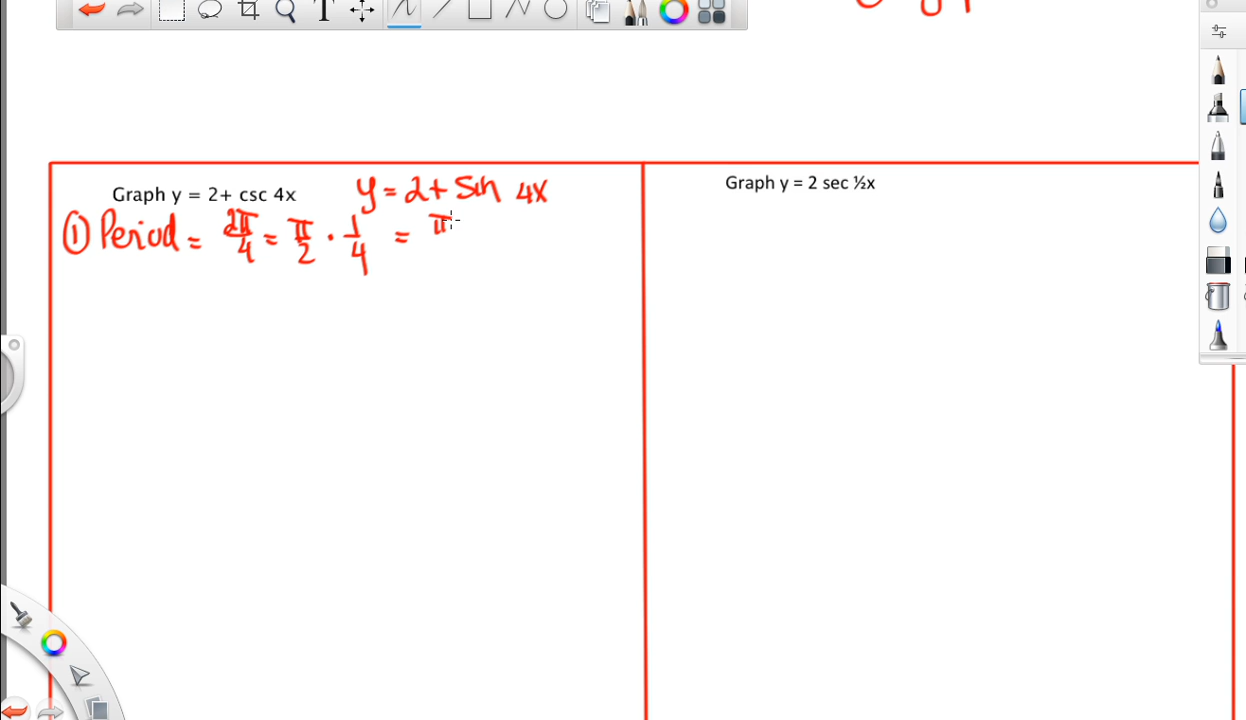 Graph y = 2+ csc 4x
y = 2 + Sin 4x
① Period = 2π/4 = π/2 · 1/4 = π
Graph y = 2 sec ½x